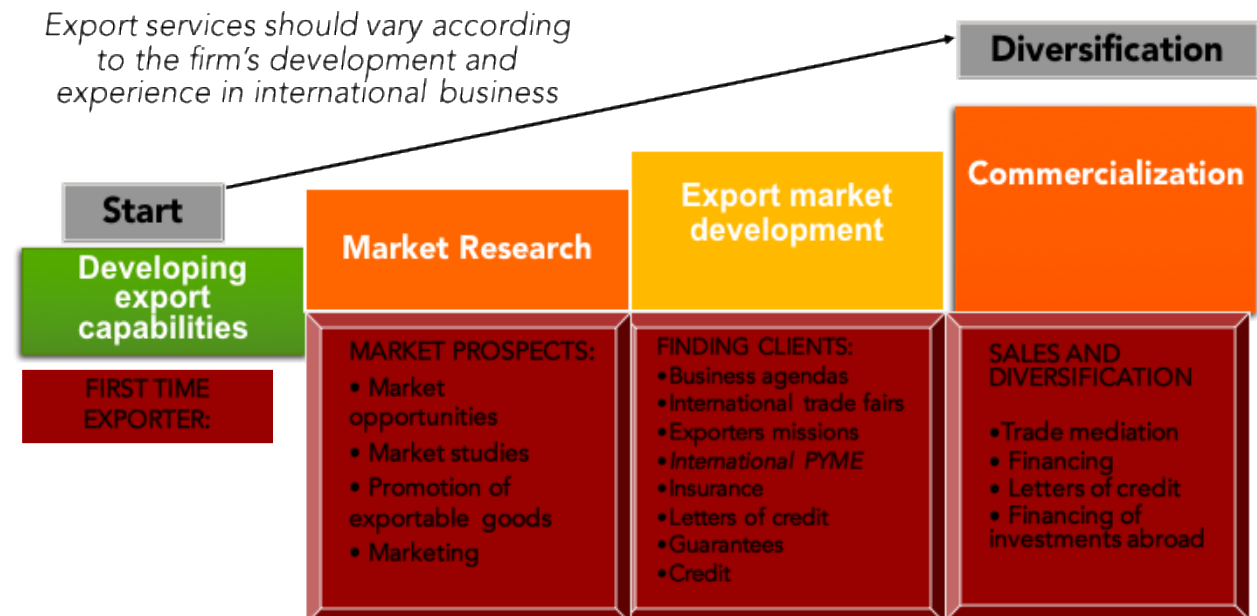 Export services should vary according
to the firm's development and
experience in international business
Diversification
Start
Developing
export
capabilities
FIRST TIME
EXPORTER:
Market Research
MARKET PROSPECTS:
• Market
opportunities
• Market studies
• Promotion of
exportable goods
• Marketing
Export market
development
FINDING CLIENTS:
•Business agendas
•International trade fairs
•Exporters missions
•International PYME
•Insurance
•Letters of credit
•Guarantees
•Credit
Commercialization
SALES AND
DIVERSIFICATION
•Trade mediation
• Financing
• Letters of credit
• Financing of
investments abroad